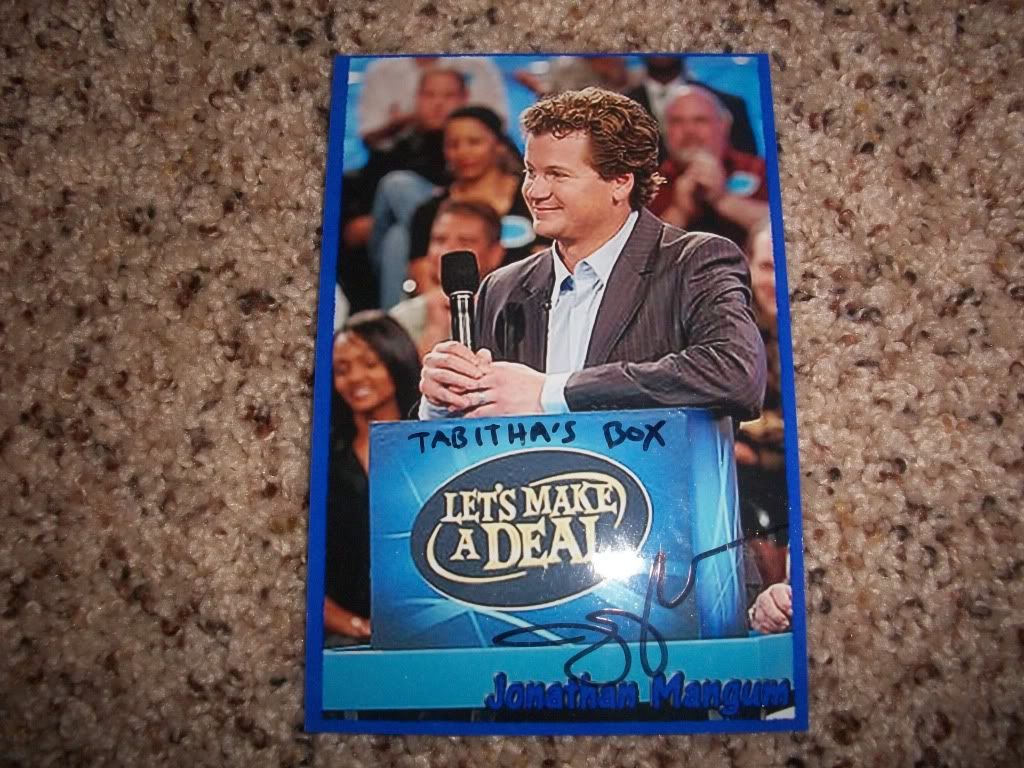 TABITHA'S BOX
LET'S MAKE
A DEAL
Jonathan Mangum